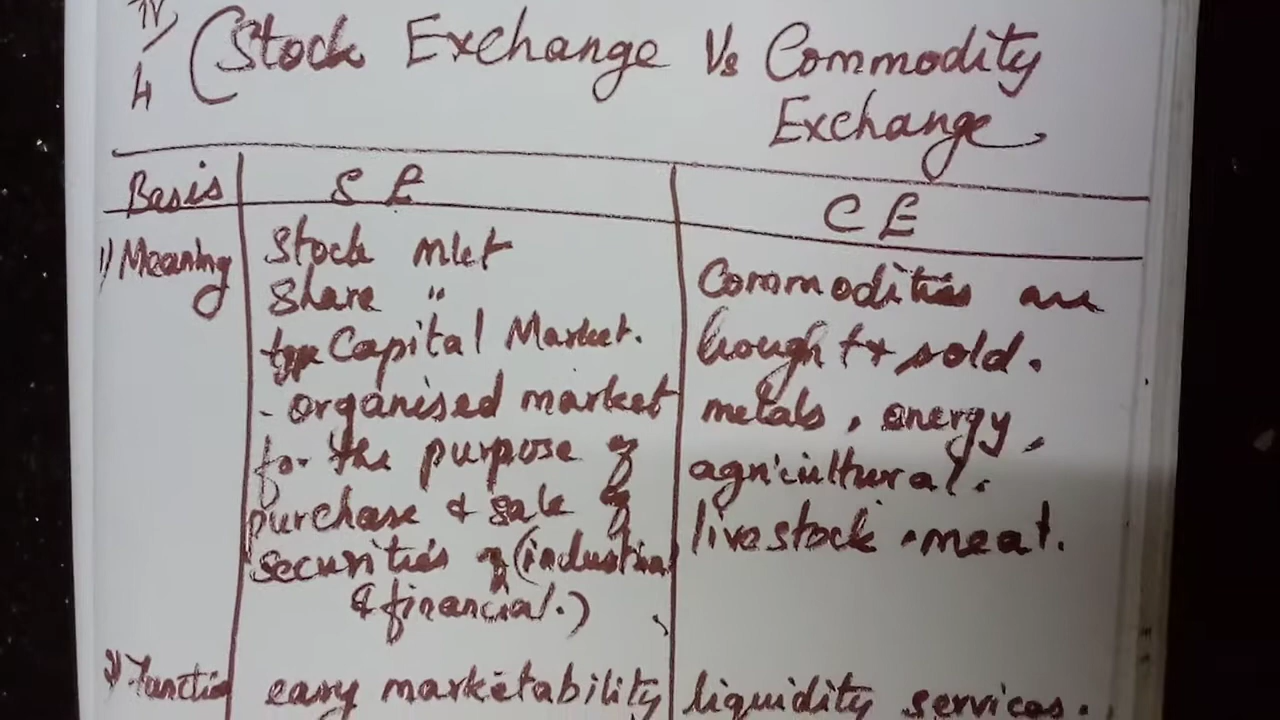 IV/4 (Stock Exchange Vs Commodity
Exchange
Basis
S E
C E
1) Meaning
Stock mkt
Share "
type Capital Market.
- organised market
for the purpose of
purchase & sale of
securities of (industrial
& financial.)
Commodities are
bought & sold.
metals, energy,
agricultural.
livestock . meat.
2) Function
easy marketability
liquidity services.